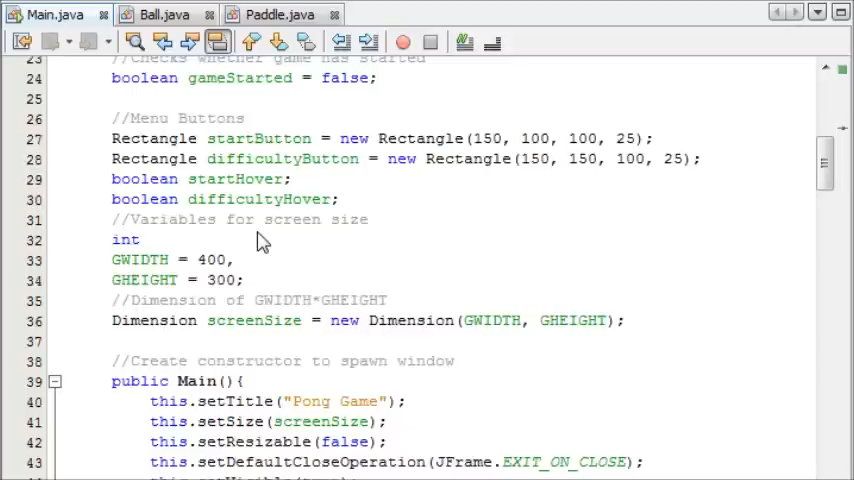 Main.java Ball.java Paddle.java
23 //Checks whether game has started
24 boolean gameStarted = false;
25
26 //Menu Buttons
27 Rectangle startButton = new Rectangle(150, 100, 100, 25);
28 Rectangle difficultyButton = new Rectangle(150, 150, 100, 25);
29 boolean startHover;
30 boolean difficultyHover;
31 //Variables for screen size
32 int
33 GWIDTH = 400,
34 GHEIGHT = 300;
35 //Dimension of GWIDTH*GHEIGHT
36 Dimension screenSize = new Dimension(GWIDTH, GHEIGHT);
37
38 //Create constructor to spawn window
39 public Main(){
40 this.setTitle("Pong Game");
41 this.setSize(screenSize);
42 this.setResizable(false);
43 this.setDefaultCloseOperation(JFrame.EXIT_ON_CLOSE);